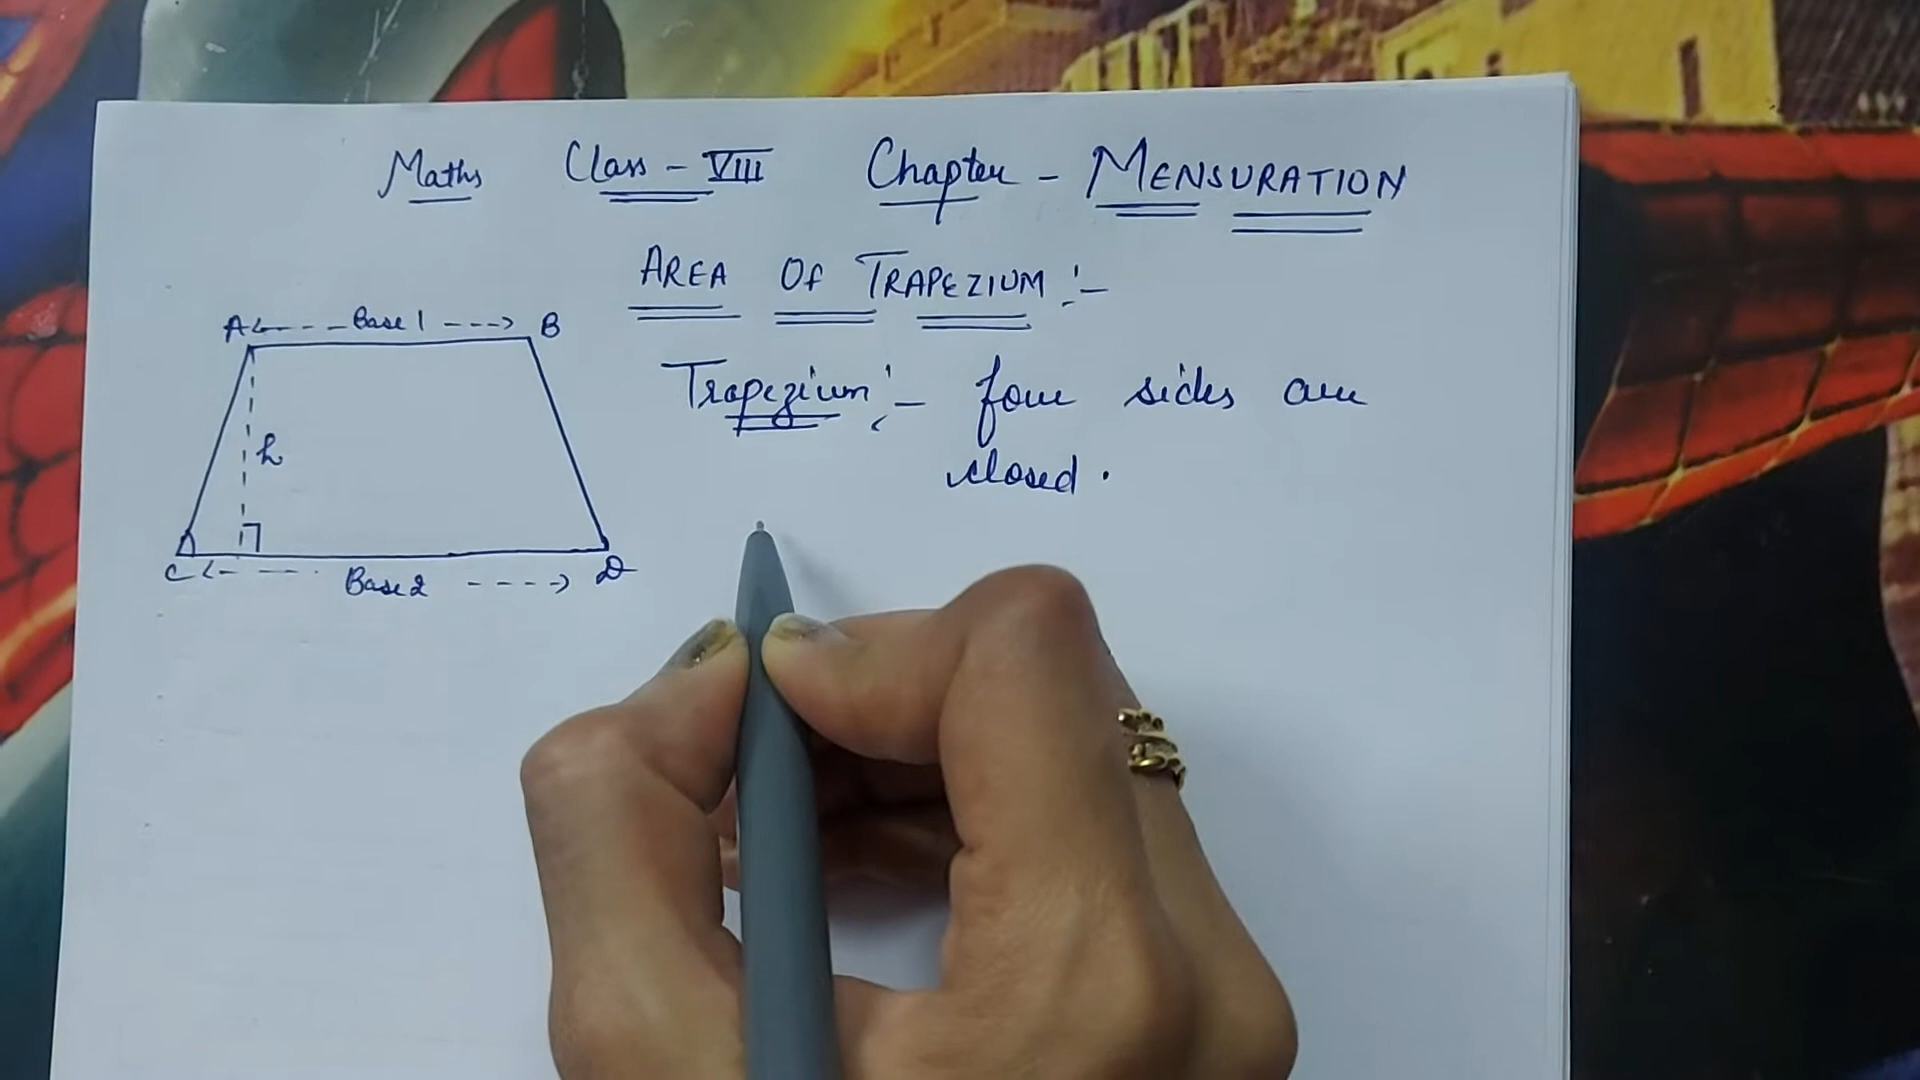 Maths Class - VIII Chapter - MENSURATION
AREA Of TRAPEZIUM :-
A <--- Base 1 ---> B
Trapezium :- four sides are
closed.
h
C <--- Base 2 ----> D